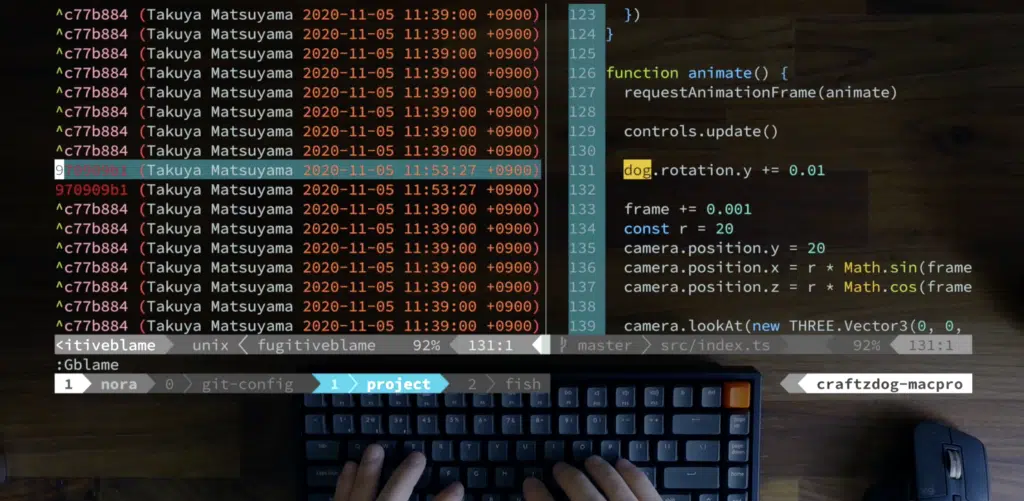 ^c77b884 (Takuya Matsuyama 2020-11-05 11:39:00 +0900)
^c77b884 (Takuya Matsuyama 2020-11-05 11:39:00 +0900)
^c77b884 (Takuya Matsuyama 2020-11-05 11:39:00 +0900)
^c77b884 (Takuya Matsuyama 2020-11-05 11:39:00 +0900)
^c77b884 (Takuya Matsuyama 2020-11-05 11:39:00 +0900)
^c77b884 (Takuya Matsuyama 2020-11-05 11:39:00 +0900)
^c77b884 (Takuya Matsuyama 2020-11-05 11:39:00 +0900)
^c77b884 (Takuya Matsuyama 2020-11-05 11:39:00 +0900)
970909b1 (Takuya Matsuyama 2020-11-05 11:53:27 +0900)
970909b1 (Takuya Matsuyama 2020-11-05 11:53:27 +0900)
^c77b884 (Takuya Matsuyama 2020-11-05 11:39:00 +0900)
^c77b884 (Takuya Matsuyama 2020-11-05 11:39:00 +0900)
^c77b884 (Takuya Matsuyama 2020-11-05 11:39:00 +0900)
^c77b884 (Takuya Matsuyama 2020-11-05 11:39:00 +0900)
^c77b884 (Takuya Matsuyama 2020-11-05 11:39:00 +0900)
^c77b884 (Takuya Matsuyama 2020-11-05 11:39:00 +0900)
^c77b884 (Takuya Matsuyama 2020-11-05 11:39:00 +0900)
<itiveblame unix < fugitiveblame 92% 131:1
123 })
124 }
125
126 function animate() {
127 requestAnimationFrame(animate)
128
129 controls.update()
130
131 dog.rotation.y += 0.01
132
133 frame += 0.001
134 const r = 20
135 camera.position.y = 20
136 camera.position.x = r * Math.sin(frame
137 camera.position.z = r * Math.cos(frame
138
139 camera.lookAt(new THREE.Vector3(0, 0,
master > src/index.ts 92% 131:1
:Gblame
1 nora 0 > git-config 1 > project 2 > fish
craftzdog-macpro